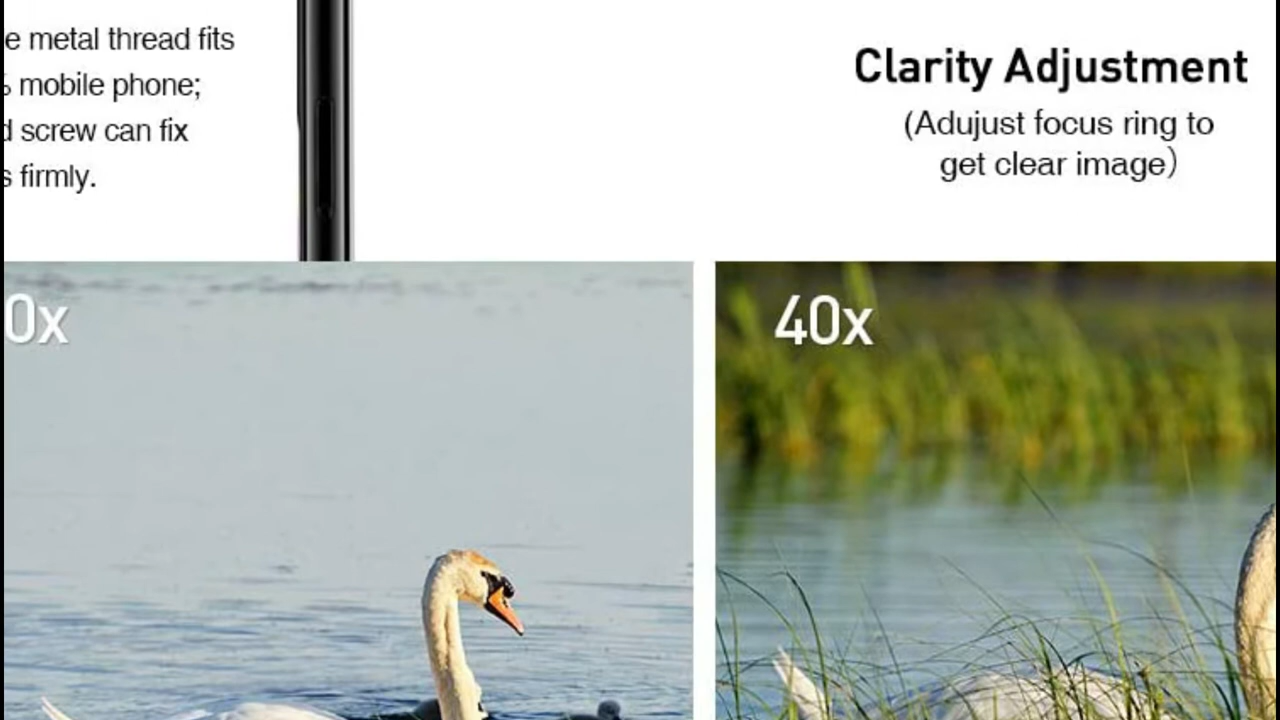 e metal thread fits
% mobile phone;
d screw can fix
s firmly.
Clarity Adjustment
(Adujust focus ring to
get clear image)
0x
40x